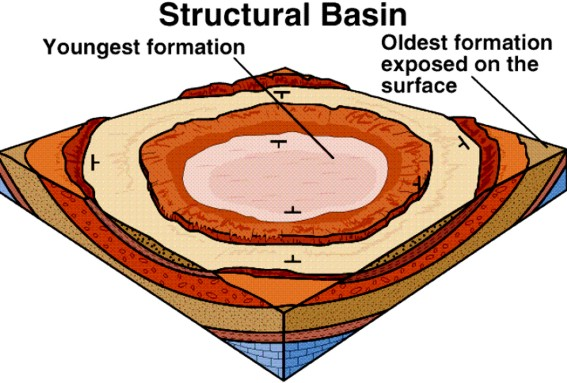 Structural Basin
Youngest formation
Oldest formation
exposed on the
surface